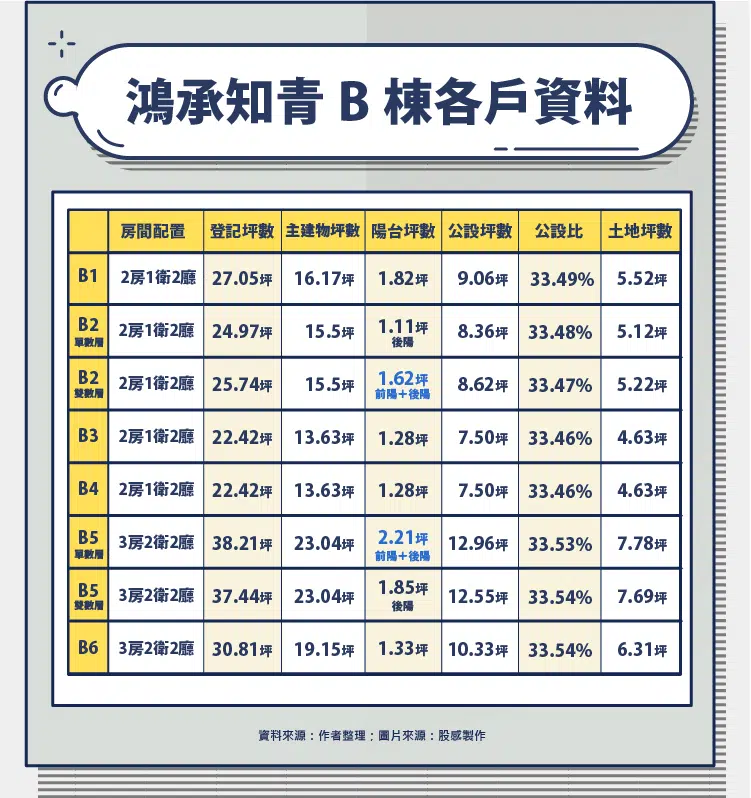 鴻承知青 B 棟各戶資料
房間配置 登記坪數 主建物坪數 陽台坪數 公設坪數 公設比 土地坪數
B1 2房1衛2廳 27.05坪 16.17坪 1.82坪 9.06坪 33.49% 5.52坪
B2 單數層 2房1衛2廳 24.97坪 15.5坪 1.11坪 後陽 8.36坪 33.48% 5.12坪
B2 雙數層 2房1衛2廳 25.74坪 15.5坪 1.62坪 前陽＋後陽 8.62坪 33.47% 5.22坪
B3 2房1衛2廳 22.42坪 13.63坪 1.28坪 7.50坪 33.46% 4.63坪
B4 2房1衛2廳 22.42坪 13.63坪 1.28坪 7.50坪 33.46% 4.63坪
B5 單數層 3房2衛2廳 38.21坪 23.04坪 2.21坪 前陽＋後陽 12.96坪 33.53% 7.78坪
B5 雙數層 3房2衛2廳 37.44坪 23.04坪 1.85坪 後陽 12.55坪 33.54% 7.69坪
B6 3房2衛2廳 30.81坪 19.15坪 1.33坪 10.33坪 33.54% 6.31坪
資料來源：作者整理；圖片來源：股感製作